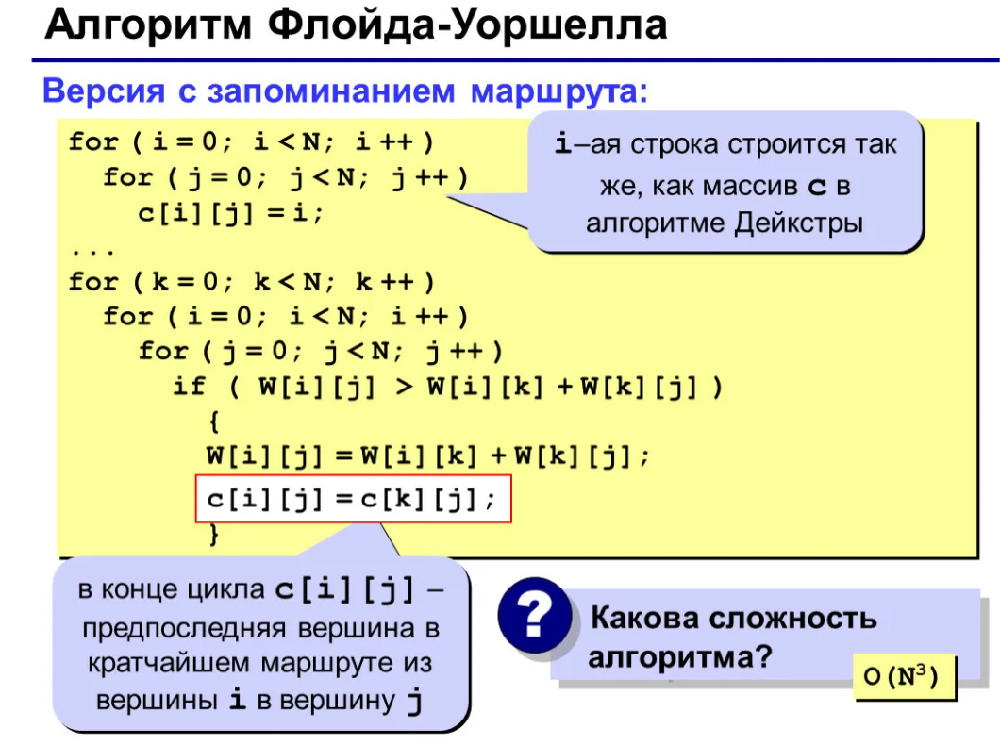 Алгоритм Флойда-Уоршелла
Версия с запоминанием маршрута:
for ( i = 0; i < N; i ++ )
for ( j = 0; j < N; j ++ )
c[i][j] = i;
...
for ( k = 0; k < N; k ++ )
for ( i = 0; i < N; i ++ )
for ( j = 0; j < N; j ++ )
if ( W[i][j] > W[i][k] + W[k][j] )
{
W[i][j] = W[i][k] + W[k][j];
c[i][j] = c[k][j];
}
i–ая строка строится так
же, как массив c в
алгоритме Дейкстры
в конце цикла c[i][j] –
предпоследняя вершина в
кратчайшем маршруте из
вершины i в вершину j
?
Какова сложность
алгоритма?
O(N³)